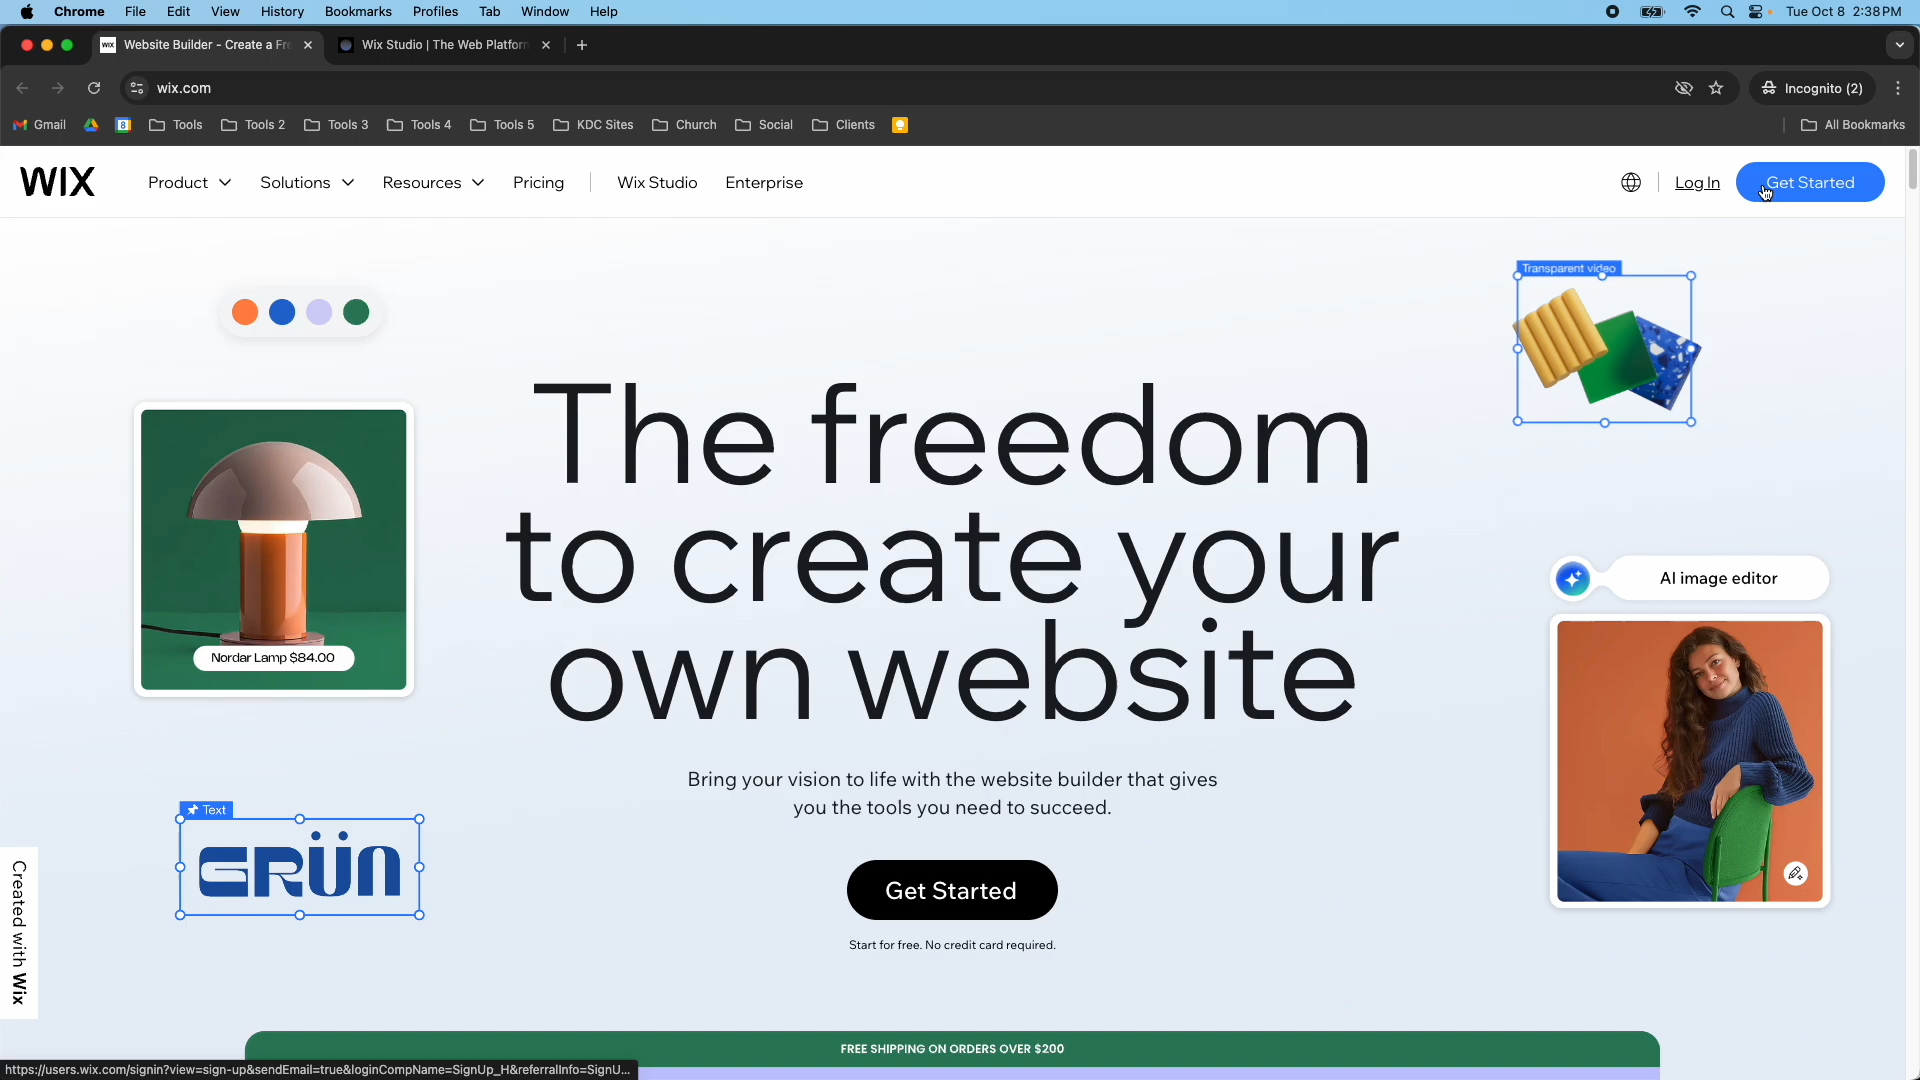 Chrome File Edit View History Bookmarks Profiles Tab Window Help
Tue Oct 8 2:38 PM
WIX Website Builder - Create a Fre
Wix Studio | The Web Platform
wix.com
Incognito (2)
Gmail 8 Tools Tools 2 Tools 3 Tools 4 Tools 5 KDC Sites Church Social Clients All Bookmarks
WIX Product Solutions Resources Pricing Wix Studio Enterprise Log In Get Started
Transparent video
The freedom
to create your
own website
AI image editor
Nordar Lamp $84.00
Bring your vision to life with the website builder that gives
you the tools you need to succeed.
Text
GRÜN
Get Started
Start for free. No credit card required.
Created with Wix
FREE SHIPPING ON ORDERS OVER $200
https://users.wix.com/signin?view=sign-up&sendEmail=true&loginCompName=SignUp_H&referralInfo=SignU...